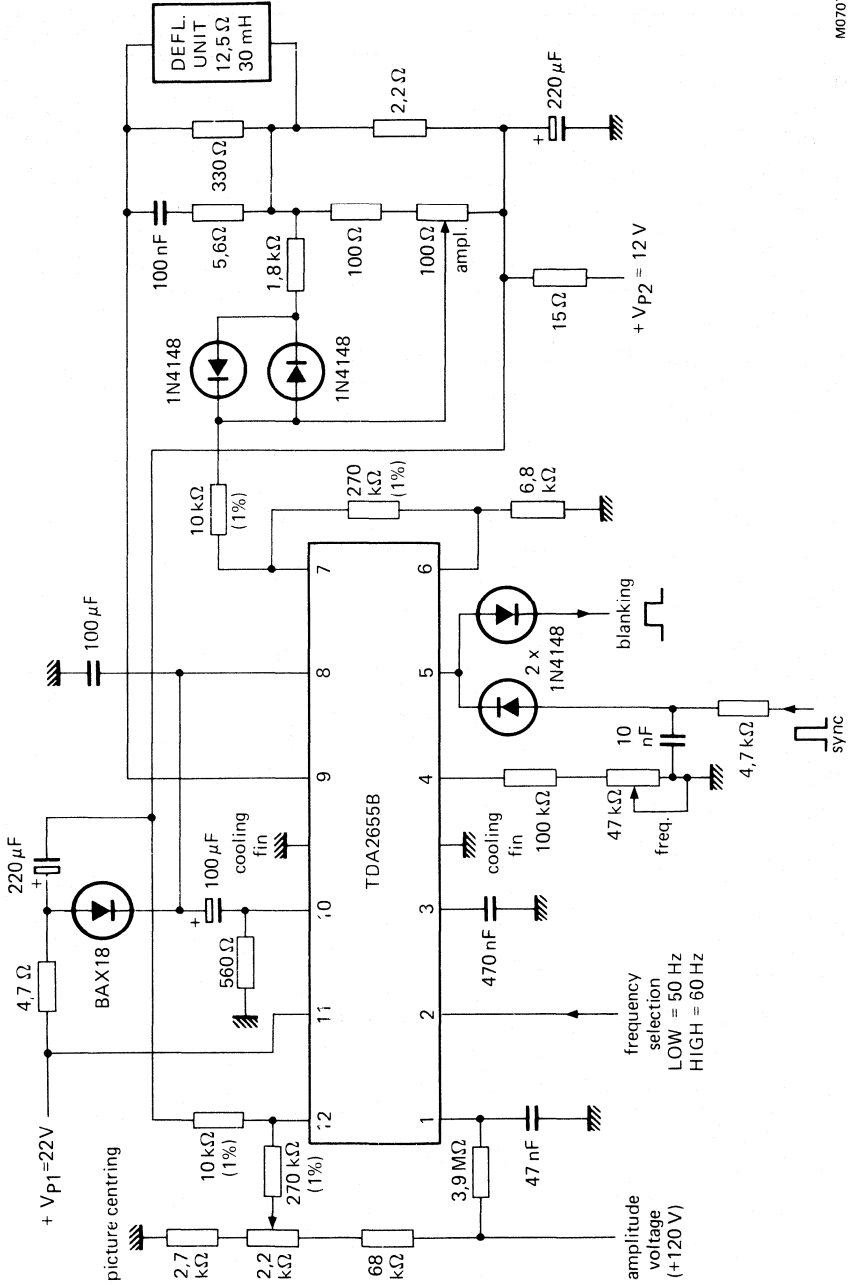 M070
DEFL.
UNIT
12,5 Ω
30 mH
330 Ω
2,2 Ω
220 µF
+
100 nF
5,6Ω
1,8 kΩ
100 Ω
100 Ω
ampl.
15Ω
+ VP2 = 12 V
1N4148
1N4148
10 kΩ
(1%)
270
kΩ
(1%)
6,8
kΩ
100 µF
220 µF
+
BAX18
4,7 Ω
+ VP1=22V
100 µF
+
560 Ω
cooling
fin
10 kΩ
(1%)
270 kΩ
(1%)
picture centring
2,7
kΩ
2,2
kΩ
68
kΩ
12
11
10
9
8
7
TDA2655B
1
2
3
4
5
6
3,9 MΩ
47 nF
amplitude
voltage
(+120 V)
frequency
selection
LOW = 50 Hz
HIGH = 60 Hz
470 nF
cooling
fin
100 kΩ
47 kΩ
freq.
10
nF
4,7 kΩ
sync
2 x
1N4148
blanking